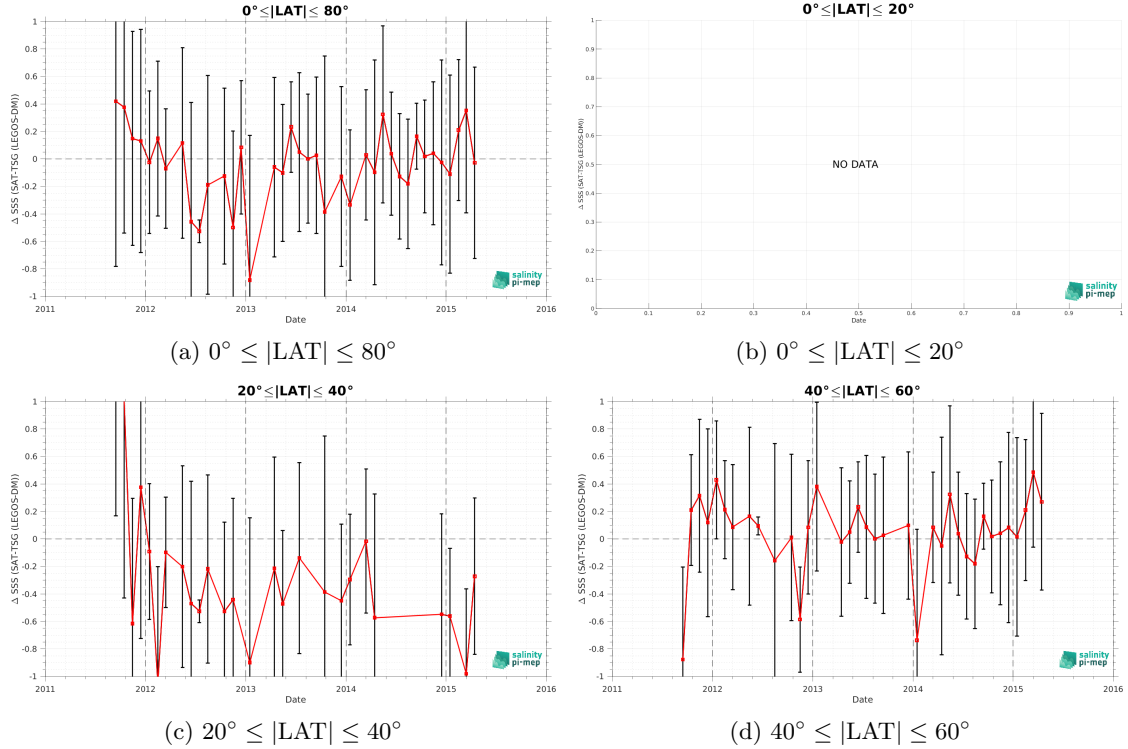 0°≤|LAT|≤ 80°
Δ SSS (SAT-TSG (LEGOS-DM))
1
0.8
0.6
0.4
0.2
0
-0.2
-0.4
-0.6
-0.8
-1
2011 2012 2013 2014 2015 2016
Date
salinity
pi-mep
(a) 0° ≤ |LAT| ≤ 80°
0°≤|LAT|≤ 20°
Δ SSS (SAT-TSG (LEGOS-DM))
1
0.9
0.8
0.7
0.6
0.5
0.4
0.3
0.2
0.1
0
NO DATA
0 0.1 0.2 0.3 0.4 0.5 0.6 0.7 0.8 0.9 1
Date
salinity
pi-mep
(b) 0° ≤ |LAT| ≤ 20°
20°≤|LAT|≤ 40°
Δ SSS (SAT-TSG (LEGOS-DM))
1
0.8
0.6
0.4
0.2
0
-0.2
-0.4
-0.6
-0.8
-1
2011 2012 2013 2014 2015 2016
Date
salinity
pi-mep
(c) 20° ≤ |LAT| ≤ 40°
40°≤|LAT|≤ 60°
Δ SSS (SAT-TSG (LEGOS-DM))
1
0.8
0.6
0.4
0.2
0
-0.2
-0.4
-0.6
-0.8
-1
2011 2012 2013 2014 2015 2016
Date
salinity
pi-mep
(d) 40° ≤ |LAT| ≤ 60°